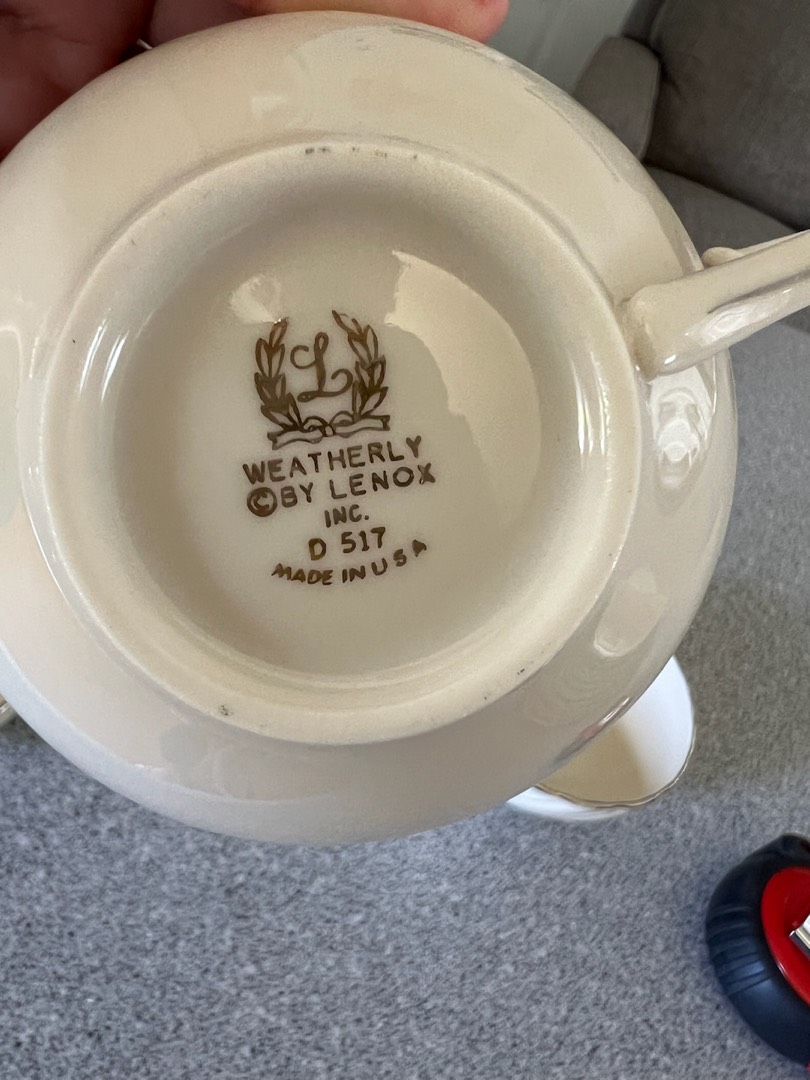 L
WEATHERLY
©BY LENOX
INC.
D 517
MADE IN USA